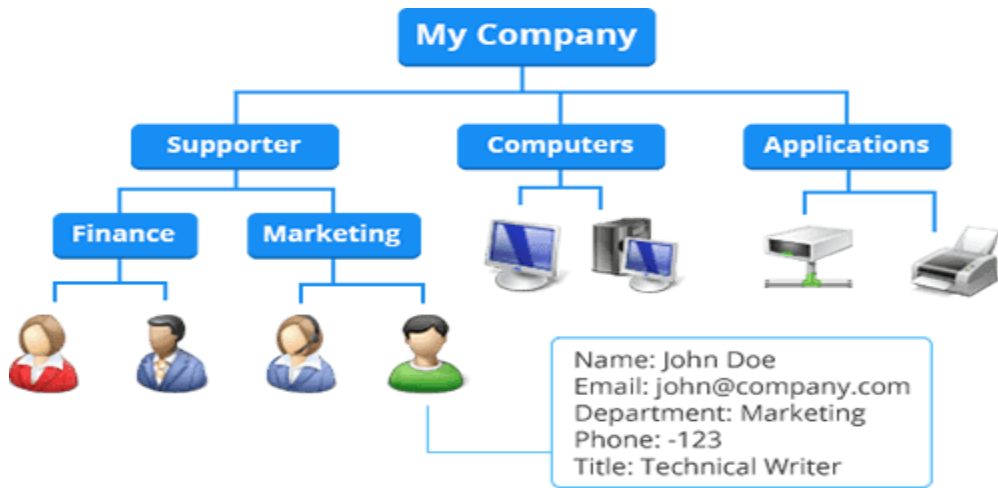 My Company
Supporter
Computers
Applications
Finance
Marketing
Name: John Doe
Email: john@company.com
Department: Marketing
Phone: -123
Title: Technical Writer